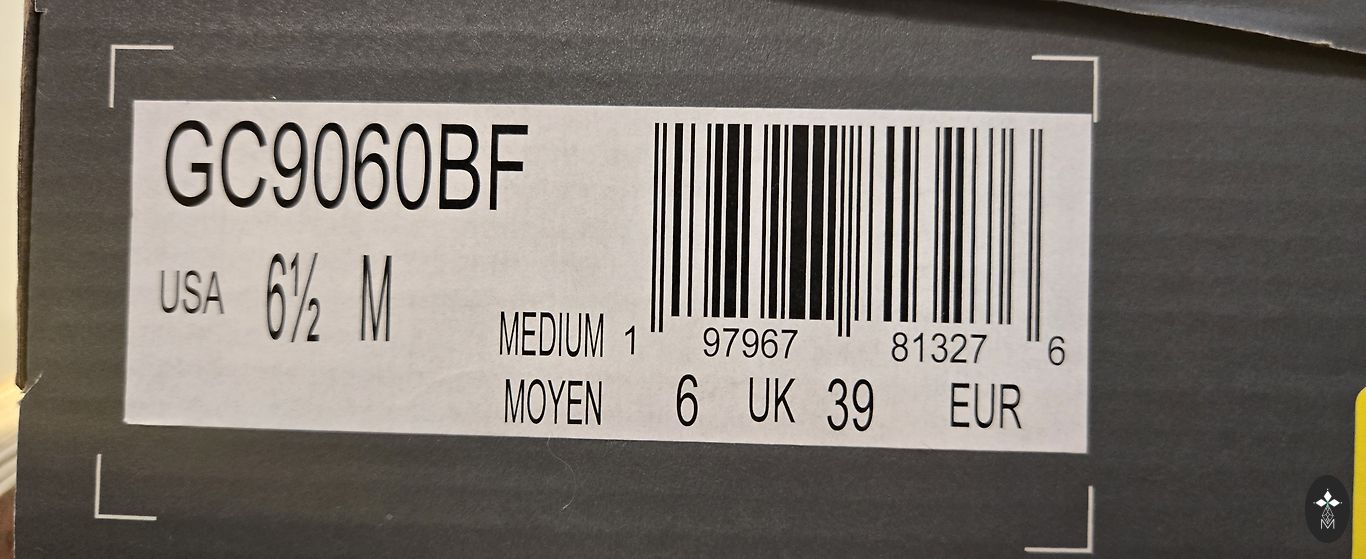 GC9060BF
USA 6½ M
MEDIUM 1 97967 81327 6
MOYEN 6 UK 39 EUR
M